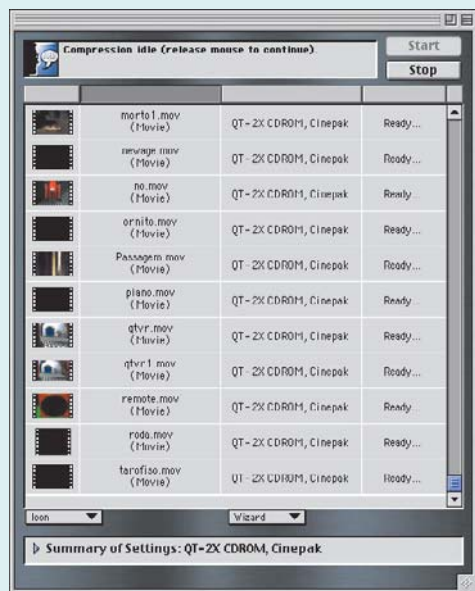 Compression idle (release mouse to continue).
Start
Stop
morto1.mov
(Movie)
QT-2X CDROM, Cinepak
Ready...
newage.mov
(Movie)
QT-2X CDROM, Cinepak
Ready...
no.mov
(Movie)
QT-2X CDROM, Cinepak
Ready...
ornito.mov
(Movie)
QT-2X CDROM, Cinepak
Ready...
Passagem.mov
(Movie)
QT-2X CDROM, Cinepak
Ready...
piano.mov
(Movie)
QT-2X CDROM, Cinepak
Ready...
qtvr.mov
(Movie)
QT-2X CDROM, Cinepak
Ready...
qtvr1.mov
(Movie)
QT-2X CDROM, Cinepak
Ready...
remote.mov
(Movie)
QT-2X CDROM, Cinepak
Ready...
roda.mov
(Movie)
QT-2X CDROM, Cinepak
Ready...
(Movie)
QT-2X CDROM, Cinepak
Ready...
Icon
Wizard
Summary of Settings: QT-2X CDROM, Cinepak